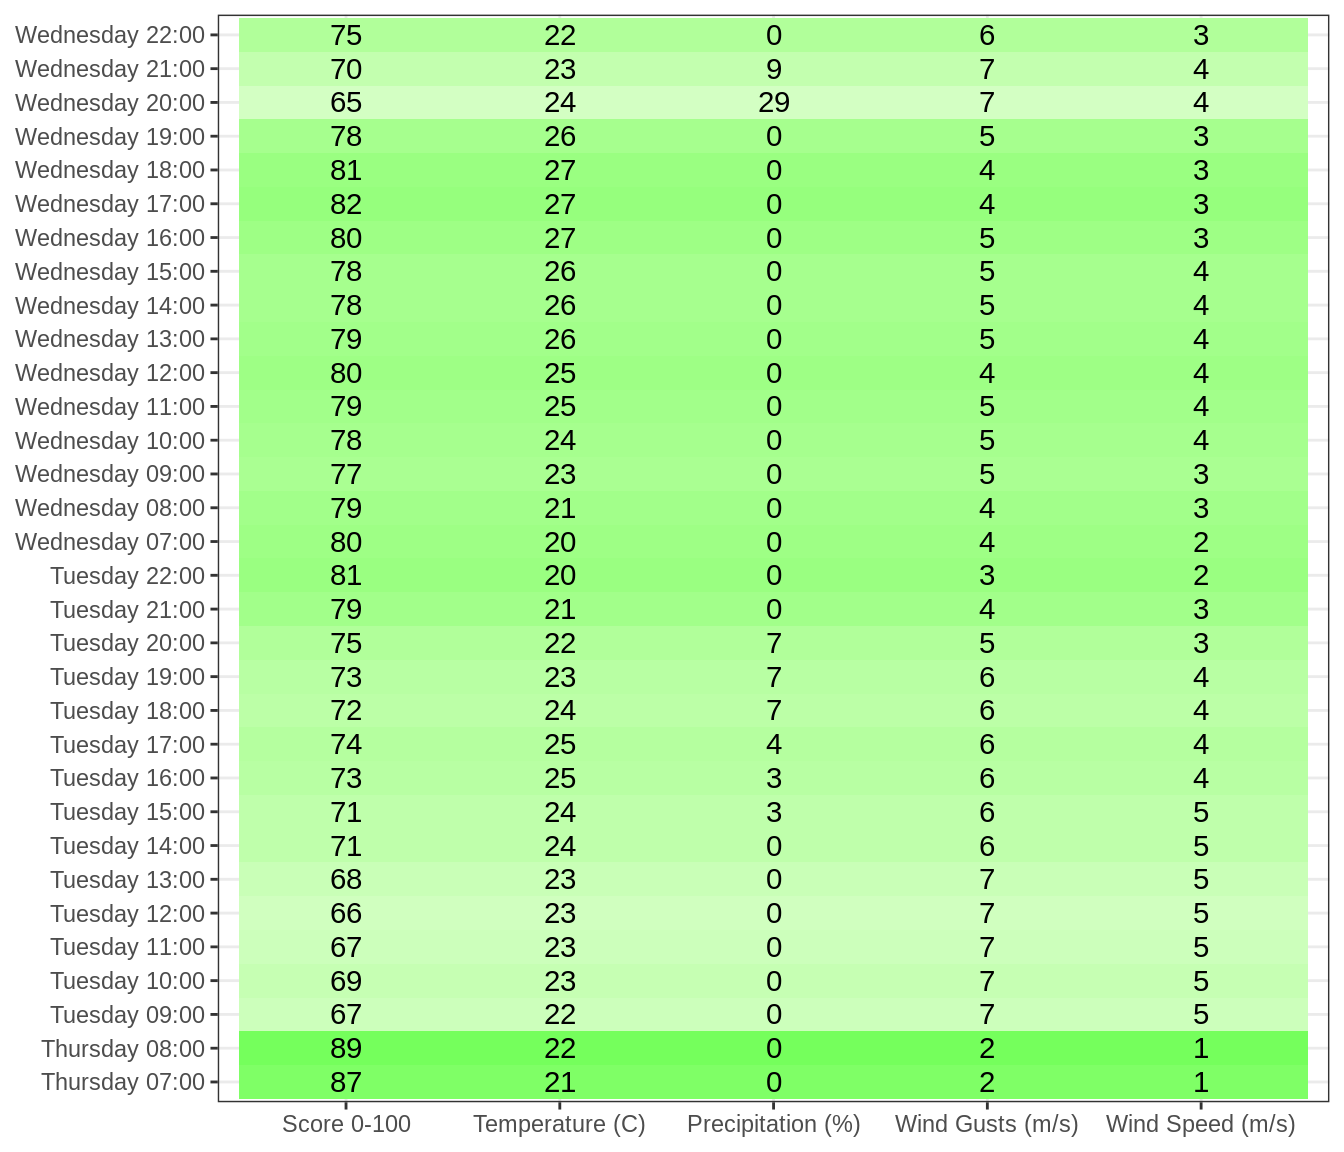 Wednesday 22:00 75 22 0 6 3
Wednesday 21:00 70 23 9 7 4
Wednesday 20:00 65 24 29 7 4
Wednesday 19:00 78 26 0 5 3
Wednesday 18:00 81 27 0 4 3
Wednesday 17:00 82 27 0 4 3
Wednesday 16:00 80 27 0 5 3
Wednesday 15:00 78 26 0 5 4
Wednesday 14:00 78 26 0 5 4
Wednesday 13:00 79 26 0 5 4
Wednesday 12:00 80 25 0 4 4
Wednesday 11:00 79 25 0 5 4
Wednesday 10:00 78 24 0 5 4
Wednesday 09:00 77 23 0 5 3
Wednesday 08:00 79 21 0 4 3
Wednesday 07:00 80 20 0 4 2
Tuesday 22:00 81 20 0 3 2
Tuesday 21:00 79 21 0 4 3
Tuesday 20:00 75 22 7 5 3
Tuesday 19:00 73 23 7 6 4
Tuesday 18:00 72 24 7 6 4
Tuesday 17:00 74 25 4 6 4
Tuesday 16:00 73 25 3 6 4
Tuesday 15:00 71 24 3 6 5
Tuesday 14:00 71 24 0 6 5
Tuesday 13:00 68 23 0 7 5
Tuesday 12:00 66 23 0 7 5
Tuesday 11:00 67 23 0 7 5
Tuesday 10:00 69 23 0 7 5
Tuesday 09:00 67 22 0 7 5
Thursday 08:00 89 22 0 2 1
Thursday 07:00 87 21 0 2 1
Score 0-100 Temperature (C) Precipitation (%) Wind Gusts (m/s) Wind Speed (m/s)